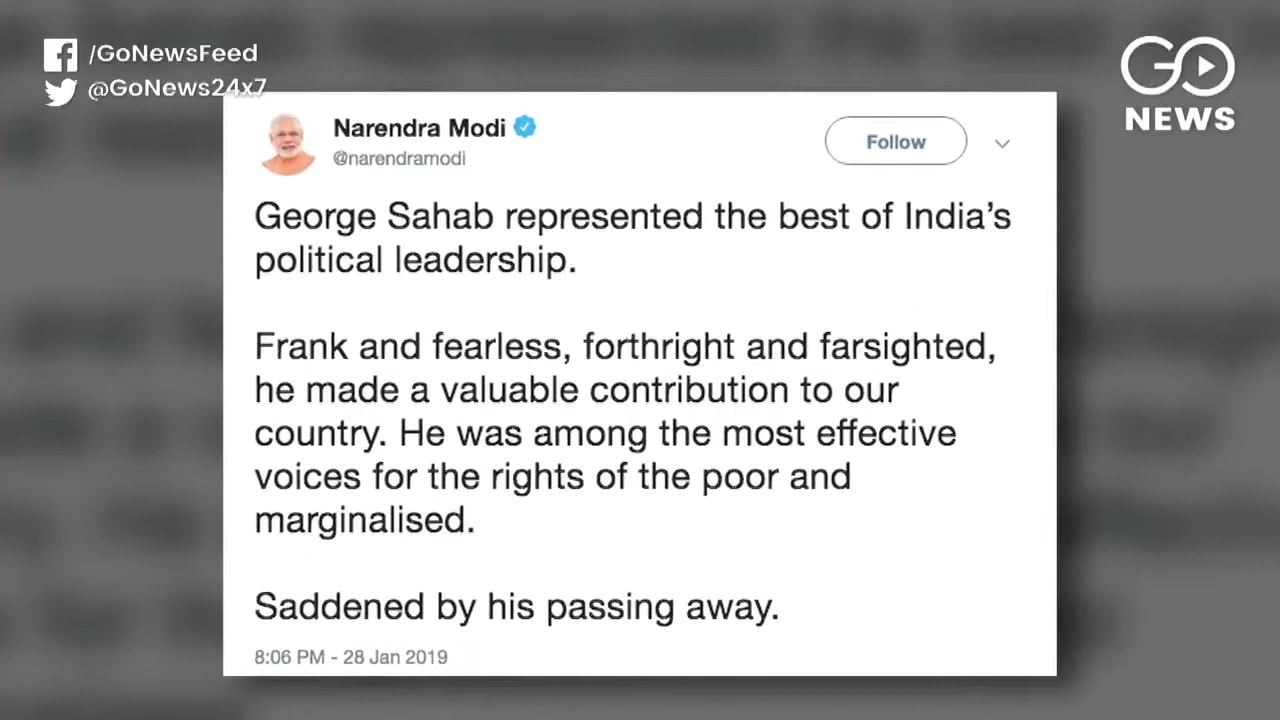 /GoNewsFeed
@GoNews24x7
GO
NEWS
Narendra Modi
@narendramodi
Follow
George Sahab represented the best of India’s
political leadership.
Frank and fearless, forthright and farsighted,
he made a valuable contribution to our
country. He was among the most effective
voices for the rights of the poor and
marginalised.
Saddened by his passing away.
8:06 PM - 28 Jan 2019